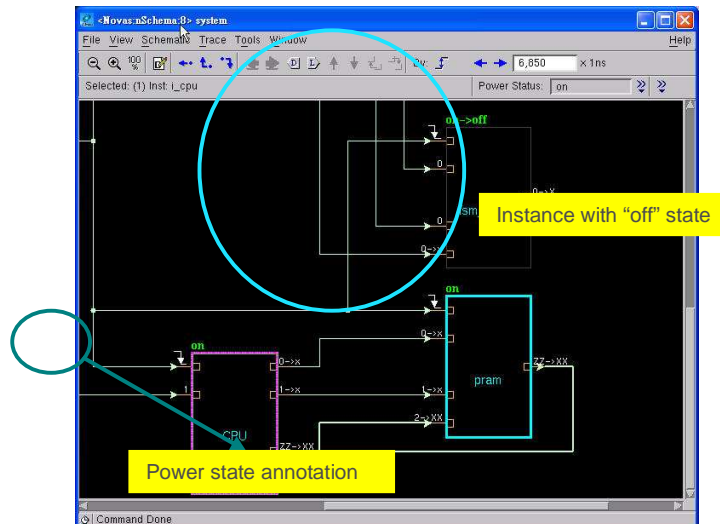 <Novas:nSchema:8> system
File View Schematic Trace Tools Window Help
100 % By: 6,850 × 1ns
Selected: (1) Inst: i_cpu Power Status: on
on->off
0
0->X
Instance with “off” state
0
0->x
on
on
0->x
0->x
ZZ->XX
1
1->x
1->x
pram
2->XX
CPU
ZZ->XX
Power state annotation
Command Done